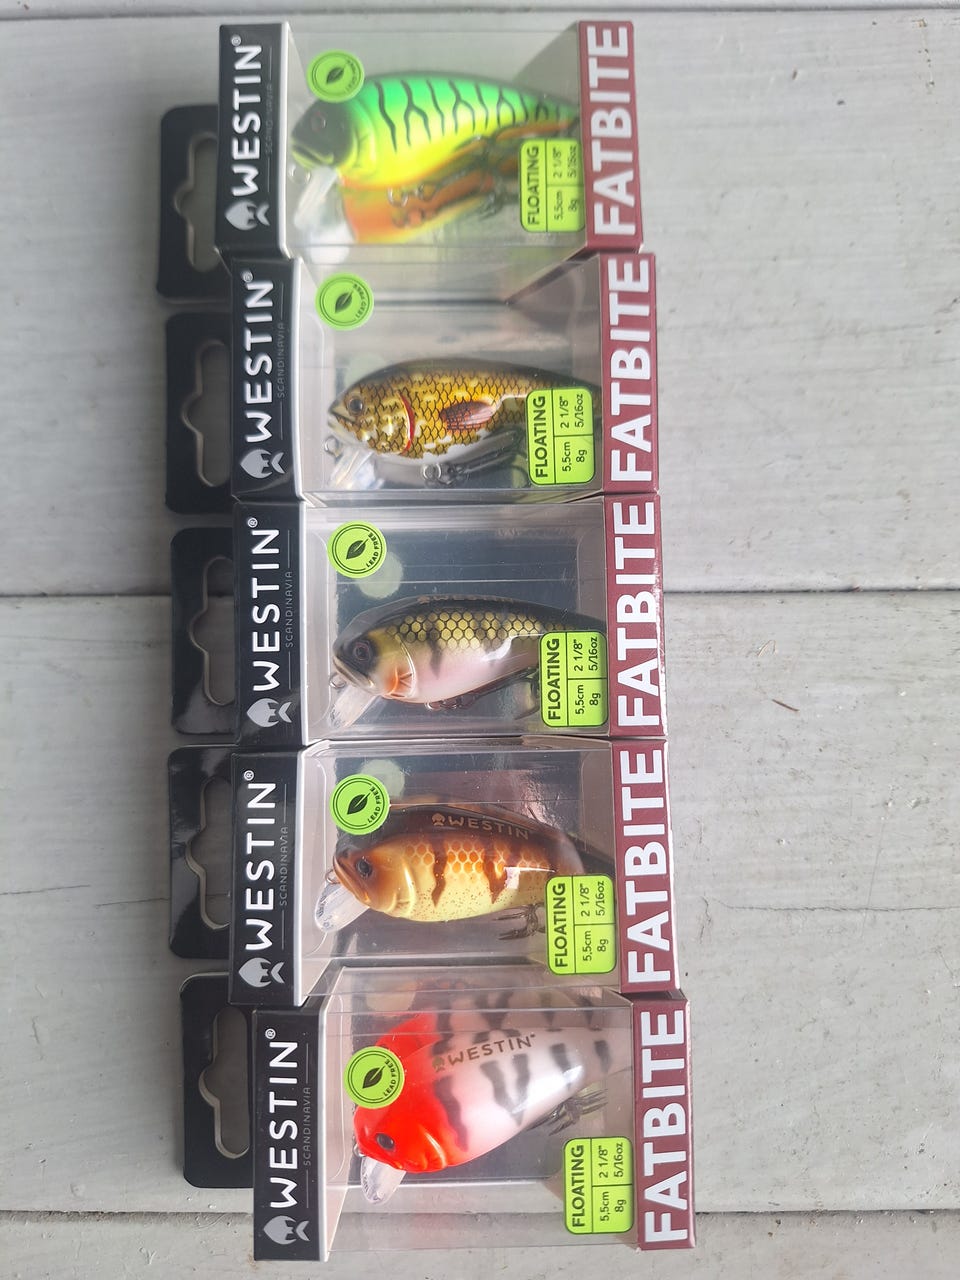 WESTIN®
SCANDINAVIA
FLOATING
5,5cm 2 1/8"
8g 5/16oz
FATBITE
WESTIN®
SCANDINAVIA
LEAD FREE
FLOATING
5,5cm 2 1/8"
8g 5/16oz
FATBITE
WESTIN®
SCANDINAVIA
LEAD FREE
FLOATING
5,5cm 2 1/8"
8g 5/16oz
FATBITE
WESTIN®
SCANDINAVIA
LEAD FREE
WESTIN
FLOATING
5,5cm 2 1/8"
8g 5/16oz
FATBITE
WESTIN®
SCANDINAVIA
LEAD FREE
WESTIN
FLOATING
5,5cm 2 1/8"
8g 5/16oz
FATBITE